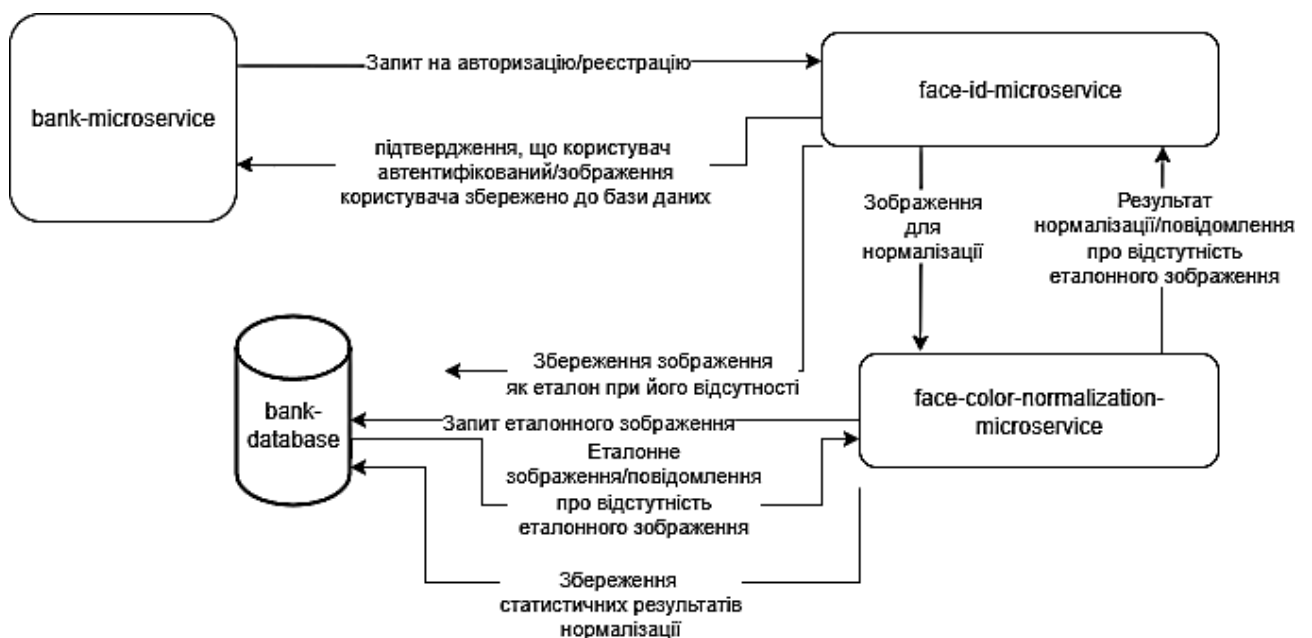 Запит на авторизацію/реєстрацію
face-id-microservice
bank-microservice
підтвердження, що користувач
автентифікований/зображення
користувача збережено до бази даних
Зображення
для
нормалізації
Результат
нормалізації/повідомлення
про відстутність
еталонного зображення
Збереження зображення
як еталон при його відсутності
bank-
database
face-color-normalization-
microservice
Запит еталонного зображення
Еталонне
зображення/повідомлення
про відстутність
еталонного зображення
Збереження
статистичних результатів
нормалізації